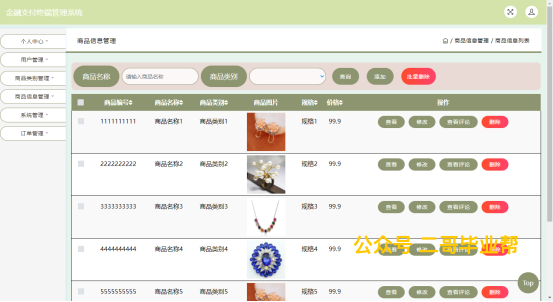 金融支付终端管理系统
个人中心
用户管理
商品类别管理
商品信息管理
系统管理
订单管理
商品信息管理
/ 商品信息管理 / 商品信息列表
商品名称 请输入商品名称 商品类别 查询 添加 批量删除
商品编号 商品名称 商品类别 商品图片 规格 价格 操作
1111111111 商品名称1 商品类别1 规格1 99.9 查看 修改 查看评论 删除
2222222222 商品名称2 商品类别2 规格2 99.9 查看 修改 查看评论 删除
3333333333 商品名称3 商品类别3 规格3 99.9 查看 修改 查看评论 删除
4444444444 商品名称4 商品类别4 规格4 99.9
公众号 二哥毕业帮
5555555555 商品名称5 商品类别5 规格5 99.9 查看 修改 查看评论 删除
Top